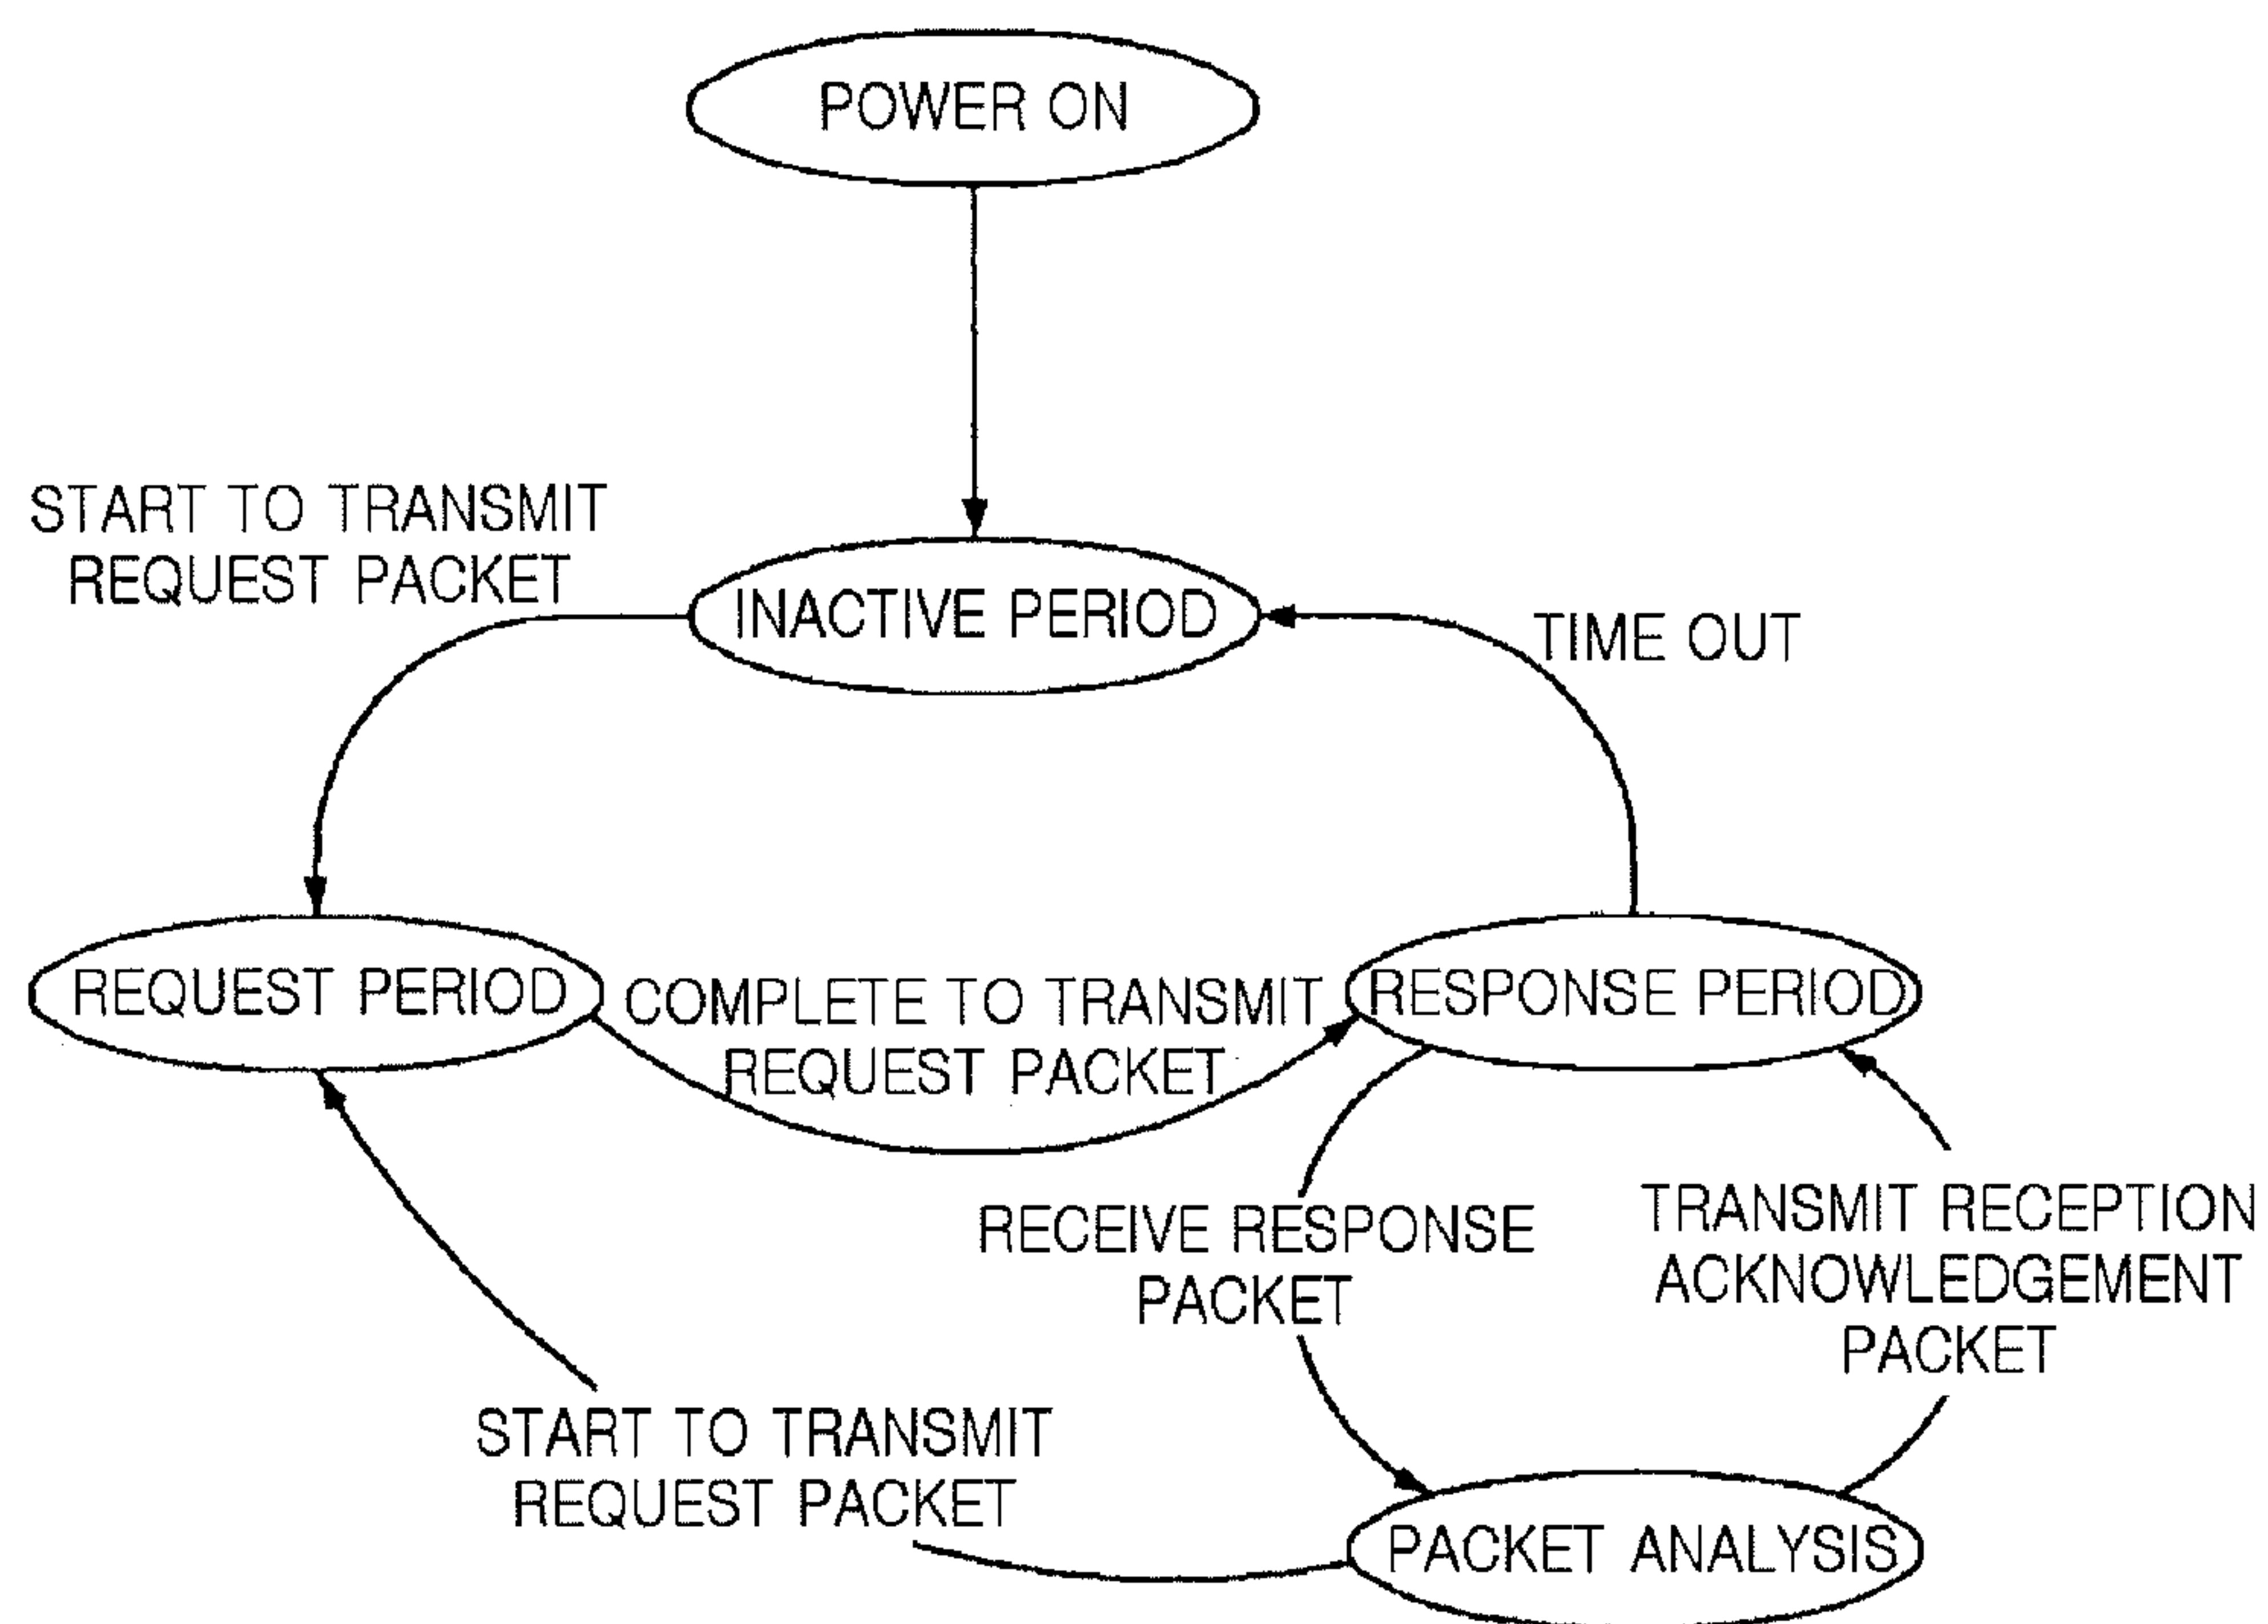 POWER ON
START TO TRANSMIT
REQUEST PACKET
INACTIVE PERIOD
TIME OUT
REQUEST PERIOD
COMPLETE TO TRANSMIT
REQUEST PACKET
RESPONSE PERIOD
RECEIVE RESPONSE
PACKET
TRANSMIT RECEPTION
ACKNOWLEDGEMENT
PACKET
START TO TRANSMIT
REQUEST PACKET
PACKET ANALYSIS